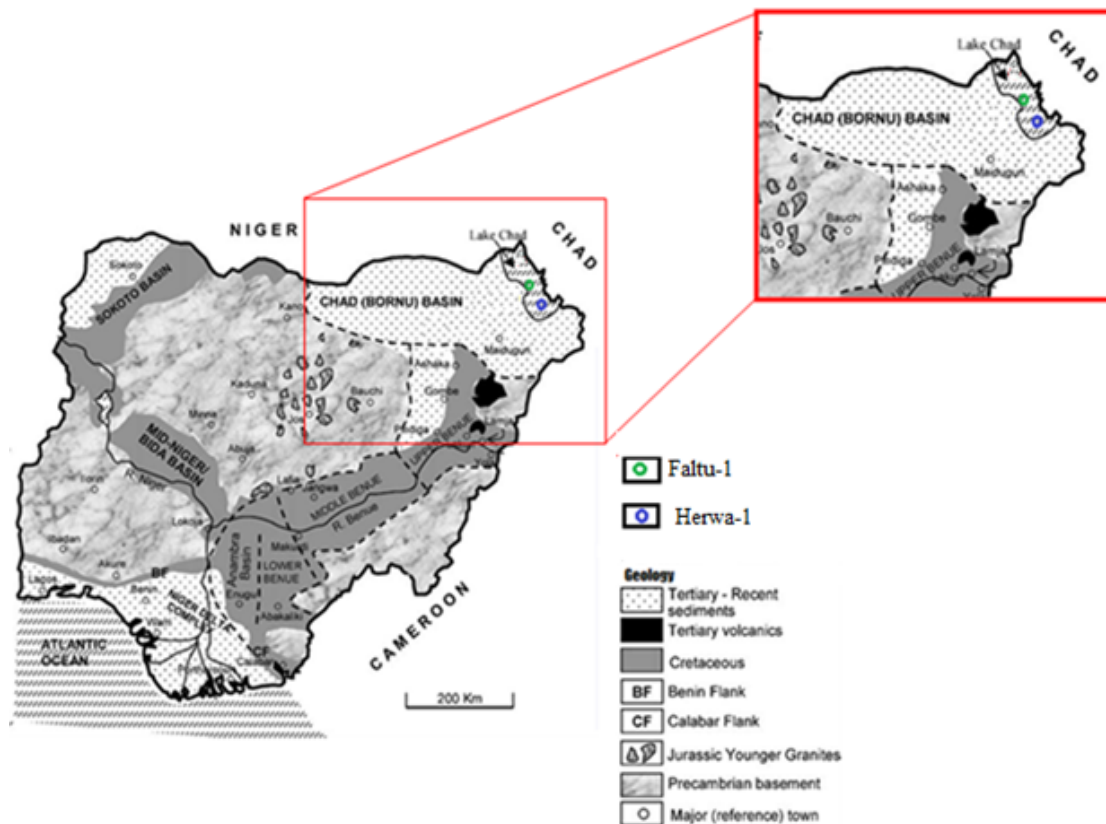 Lake Chad
CHAD
CHAD (BORNU) BASIN
Maiduguri
Ashaka
Bauchi
Gombe
Jos
Pindiga
UPPER BENUE
NIGER
Lake Chad
CHAD
Sokoto
SOKOTO BASIN
CHAD (BORNU) BASIN
Kano
Maiduguri
Ashaka
Kaduna
Bauchi
Gombe
Jos
Minna
Pindiga
UPPER BENUE
Abuja
MID-NIGER/
BIDA BASIN
R. Niger
Ilorin
Lafia
MIDDLE BENUE
R. Benue
Lokoja
Ibadan
Makurdi
Anambra
Basin
LOWER
BENUE
Akure
BF
Lagos
Benin
Enugu
Abakaliki
NIGER DELTA
COMPLEX
Warri
CF
Calabar
ATLANTIC
OCEAN
CAMEROON
200 Km
Faltu-1
Herwa-1
Geology
Tertiary - Recent
sediments
Tertiary volcanics
Cretaceous
BF Benin Flank
CF Calabar Flank
Jurassic Younger Granites
Precambrian basement
Major (reference) town